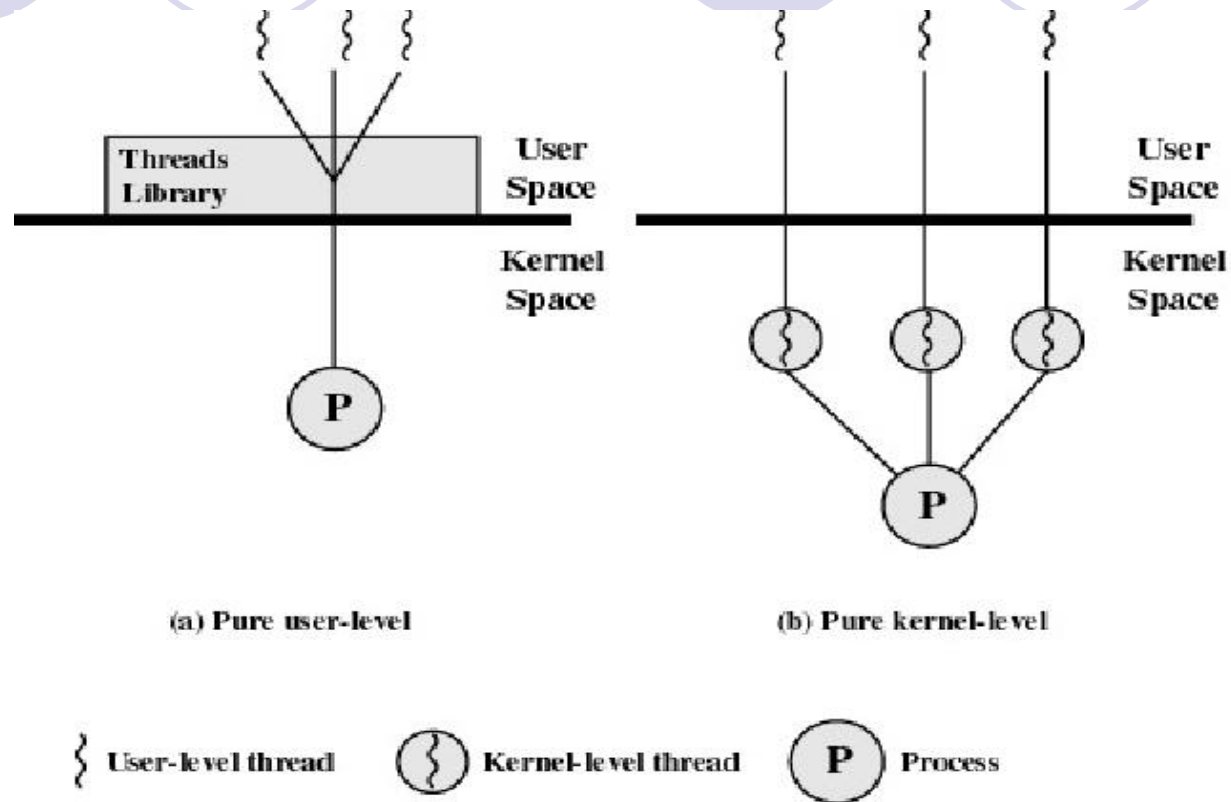 Threads
Library
User
Space
Kernel
Space
P
(a) Pure user-level
User
Space
Kernel
Space
P
(b) Pure kernel-level
User-level thread
Kernel-level thread
P
Process